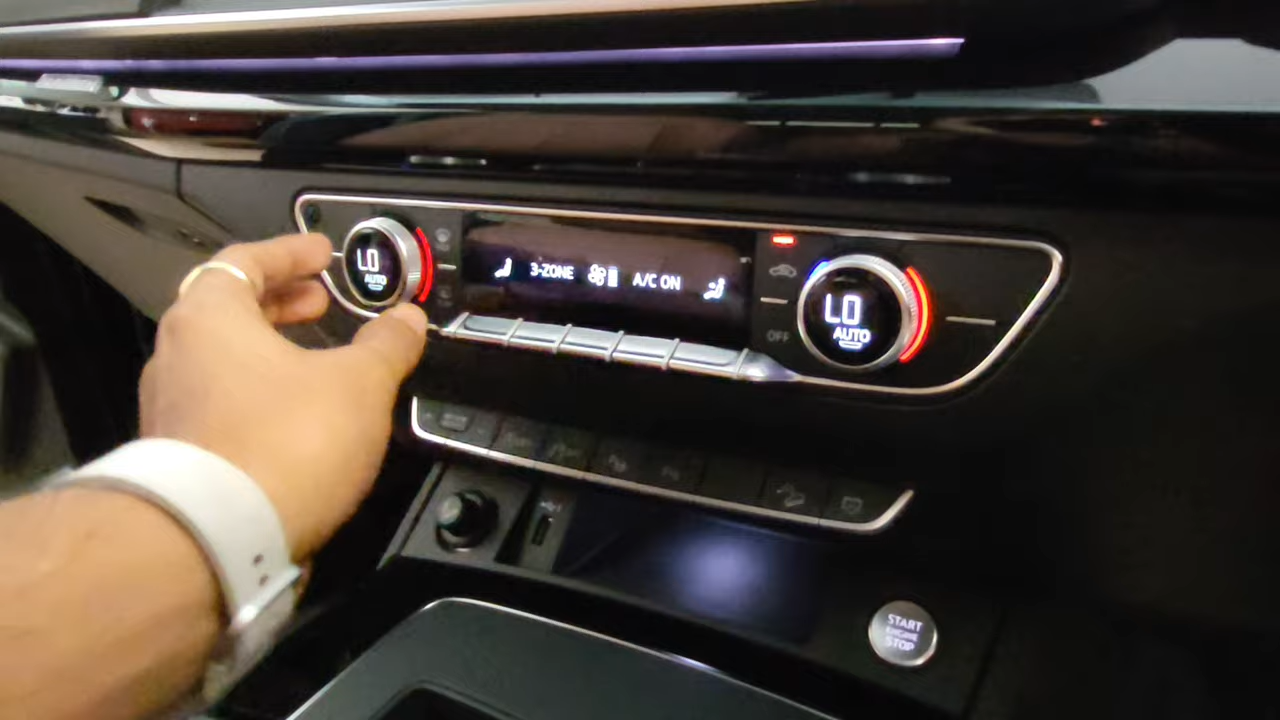 LO
AUTO
3-ZONE
A/C ON
LO
AUTO
OFF
START
ENGINE
STOP